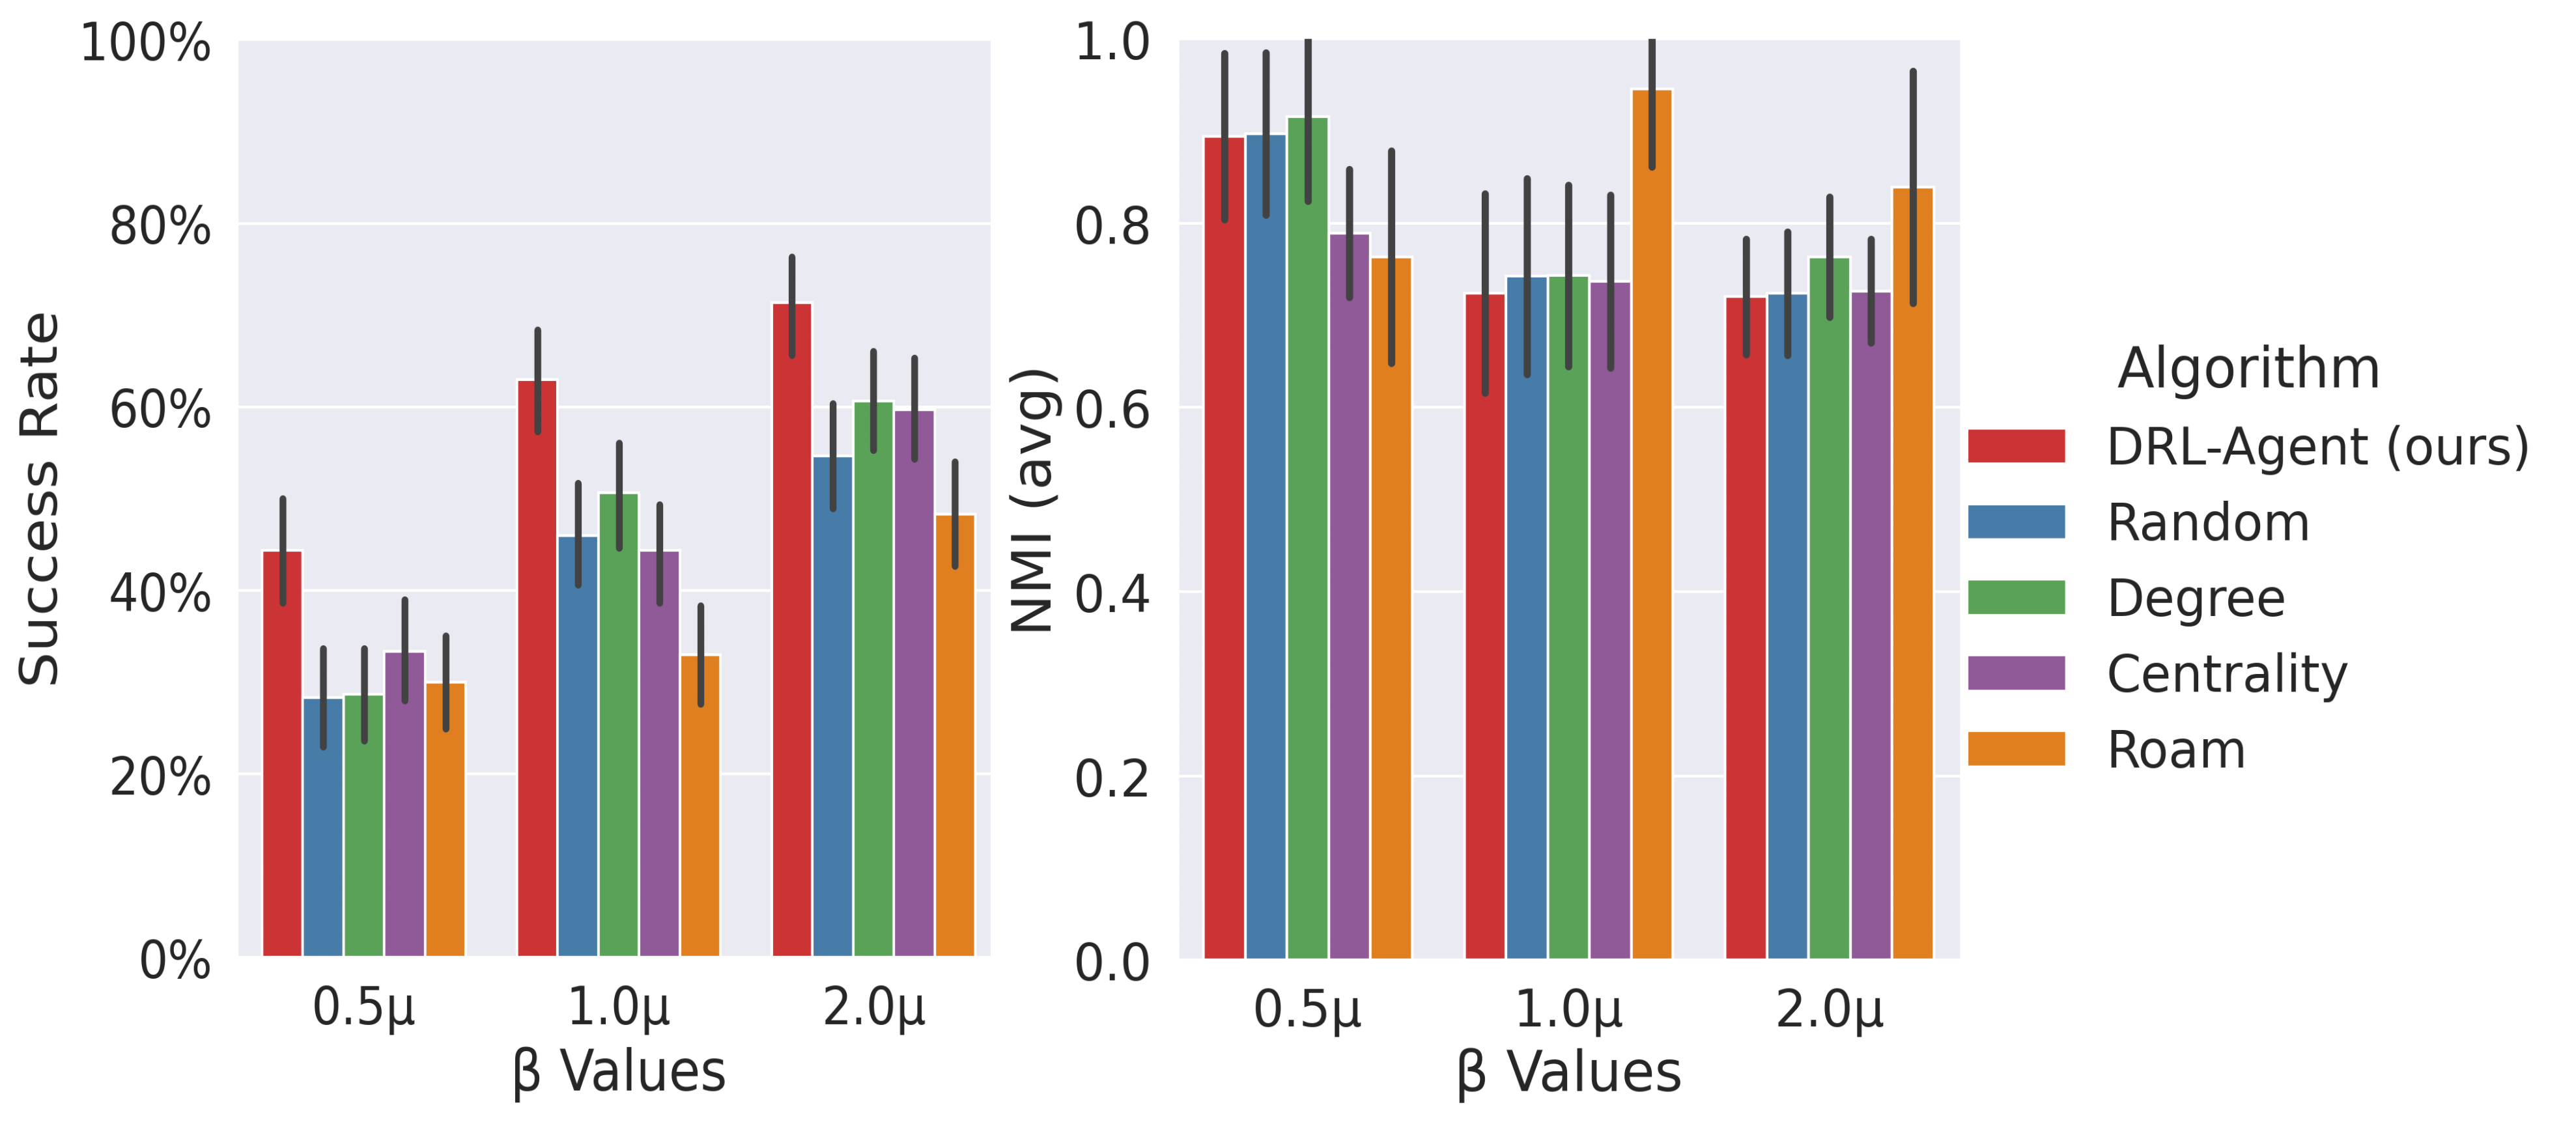 Success Rate
100%
80%
60%
40%
20%
0%
0.5μ 1.0μ 2.0μ
β Values
NMI (avg)
1.0
0.8
0.6
0.4
0.2
0.0
0.5μ 1.0μ 2.0μ
β Values
Algorithm
DRL-Agent (ours)
Random
Degree
Centrality
Roam